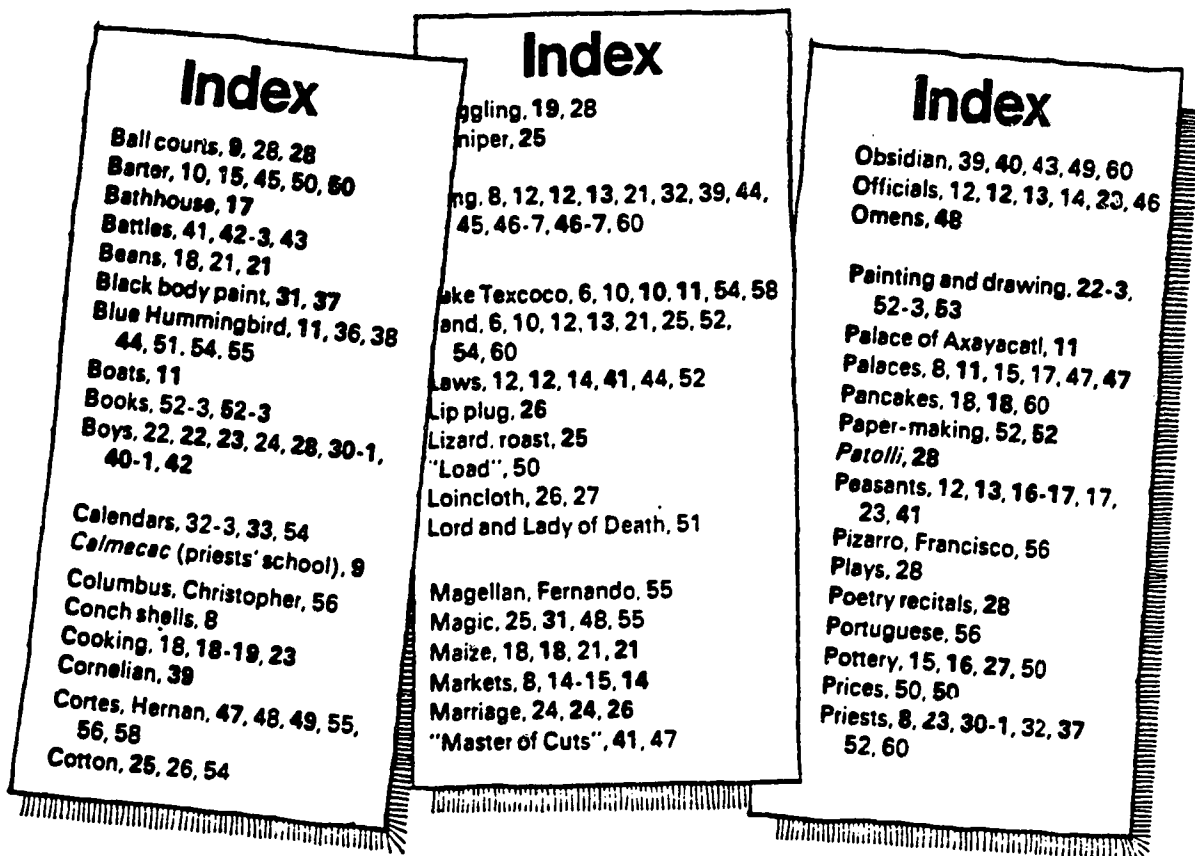 Index
Ball courts, 9, 28, 28
Barter, 10, 15, 45, 50, 50
Bathhouse, 17
Battles, 41, 42-3, 43
Beans, 18, 21, 21
Black body paint, 31, 37
Blue Hummingbird, 11, 36, 38
44, 51, 54, 55
Boats, 11
Books, 52-3, 52-3
Boys, 22, 22, 23, 24, 28, 30-1,
40-1, 42
Calendars, 32-3, 33, 54
Calmecac (priests' school), 9
Columbus, Christopher, 56
Conch shells, 8
Cooking, 18, 18-19, 23
Cornelian, 39
Cortes, Hernan, 47, 48, 49, 55,
56, 58
Cotton, 25, 26, 54
Index
ggling, 19, 28
niper, 25
ng, 8, 12, 12, 13, 21, 32, 39, 44,
45, 46-7, 46-7, 60
ake Texcoco, 6, 10, 10, 11, 54, 58
and, 6, 10, 12, 13, 21, 25, 52,
54, 60
Laws, 12, 12, 14, 41, 44, 52
Lip plug, 26
Lizard, roast, 25
"Load", 50
Loincloth, 26, 27
Lord and Lady of Death, 51
Magellan, Fernando, 55
Magic, 25, 31, 48, 55
Maize, 18, 18, 21, 21
Markets, 8, 14-15, 14
Marriage, 24, 24, 26
"Master of Cuts", 41, 47
Index
Obsidian, 39, 40, 43, 49, 60
Officials, 12, 12, 13, 14, 23, 46
Omens, 48
Painting and drawing, 22-3,
52-3, 53
Palace of Axayacatl, 11
Palaces, 8, 11, 15, 17, 47, 47
Pancakes, 18, 18, 60
Paper-making, 52, 52
Patolli, 28
Peasants, 12, 13, 16-17, 17,
23, 41
Pizarro, Francisco, 56
Plays, 28
Poetry recitals, 28
Portuguese, 56
Pottery, 15, 16, 27, 50
Prices, 50, 50
Priests, 8, 23, 30-1, 32, 37
52, 60